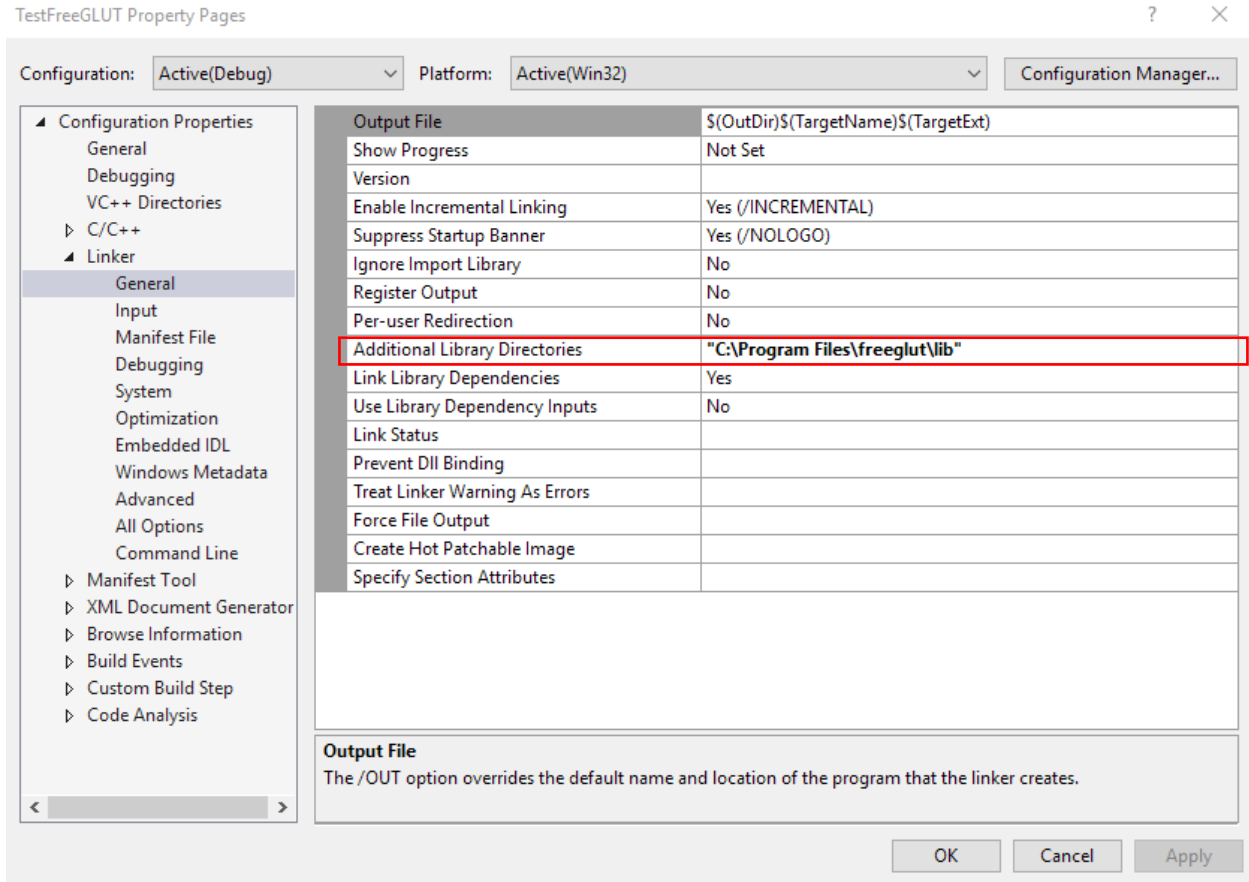 TestFreeGLUT Property Pages
? ×
Configuration: Active(Debug) Platform: Active(Win32) Configuration Manager...
Configuration Properties
General
Debugging
VC++ Directories
C/C++
Linker
General
Input
Manifest File
Debugging
System
Optimization
Embedded IDL
Windows Metadata
Advanced
All Options
Command Line
Manifest Tool
XML Document Generator
Browse Information
Build Events
Custom Build Step
Code Analysis
Output File $(OutDir)$(TargetName)$(TargetExt)
Show Progress Not Set
Version
Enable Incremental Linking Yes (/INCREMENTAL)
Suppress Startup Banner Yes (/NOLOGO)
Ignore Import Library No
Register Output No
Per-user Redirection No
Additional Library Directories "C:\Program Files\freeglut\lib"
Link Library Dependencies Yes
Use Library Dependency Inputs No
Link Status
Prevent Dll Binding
Treat Linker Warning As Errors
Force File Output
Create Hot Patchable Image
Specify Section Attributes
Output File
The /OUT option overrides the default name and location of the program that the linker creates.
OK Cancel Apply